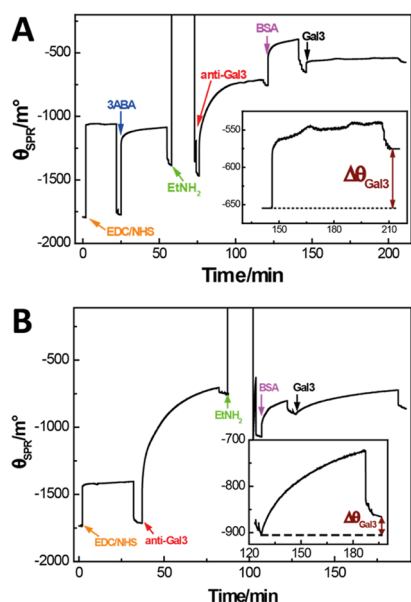 A
θSPR/m°
-500
-1000
-1500
-2000
EDC/NHS
3ABA
EtNH2
anti-Gal3
BSA
Gal3
-550
-600
-650
ΔθGal3
150
180
210
0
50
100
150
200
Time/min
B
θSPR/m°
-500
-1000
-1500
-2000
EDC/NHS
anti-Gal3
EtNH2
BSA
Gal3
-700
-800
-900
ΔθGal3
120
150
180
0
50
100
150
Time/min